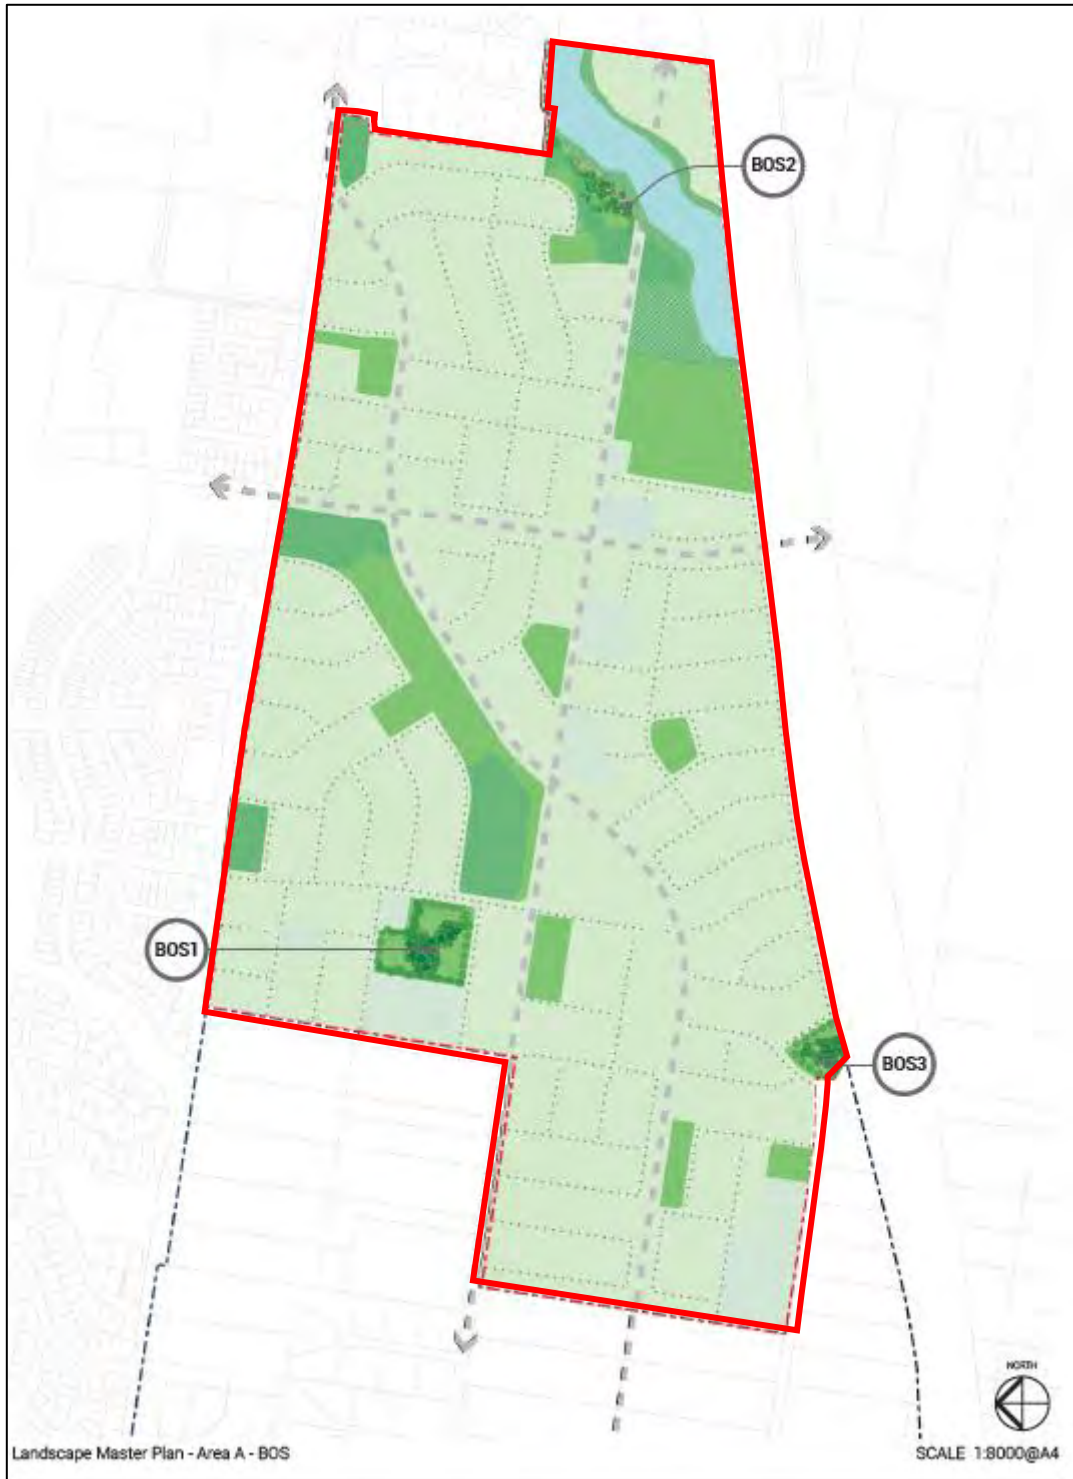 BOS2
BOS1
BOS3
NORTH
Landscape Master Plan - Area A - BOS
SCALE 1:8000@A4